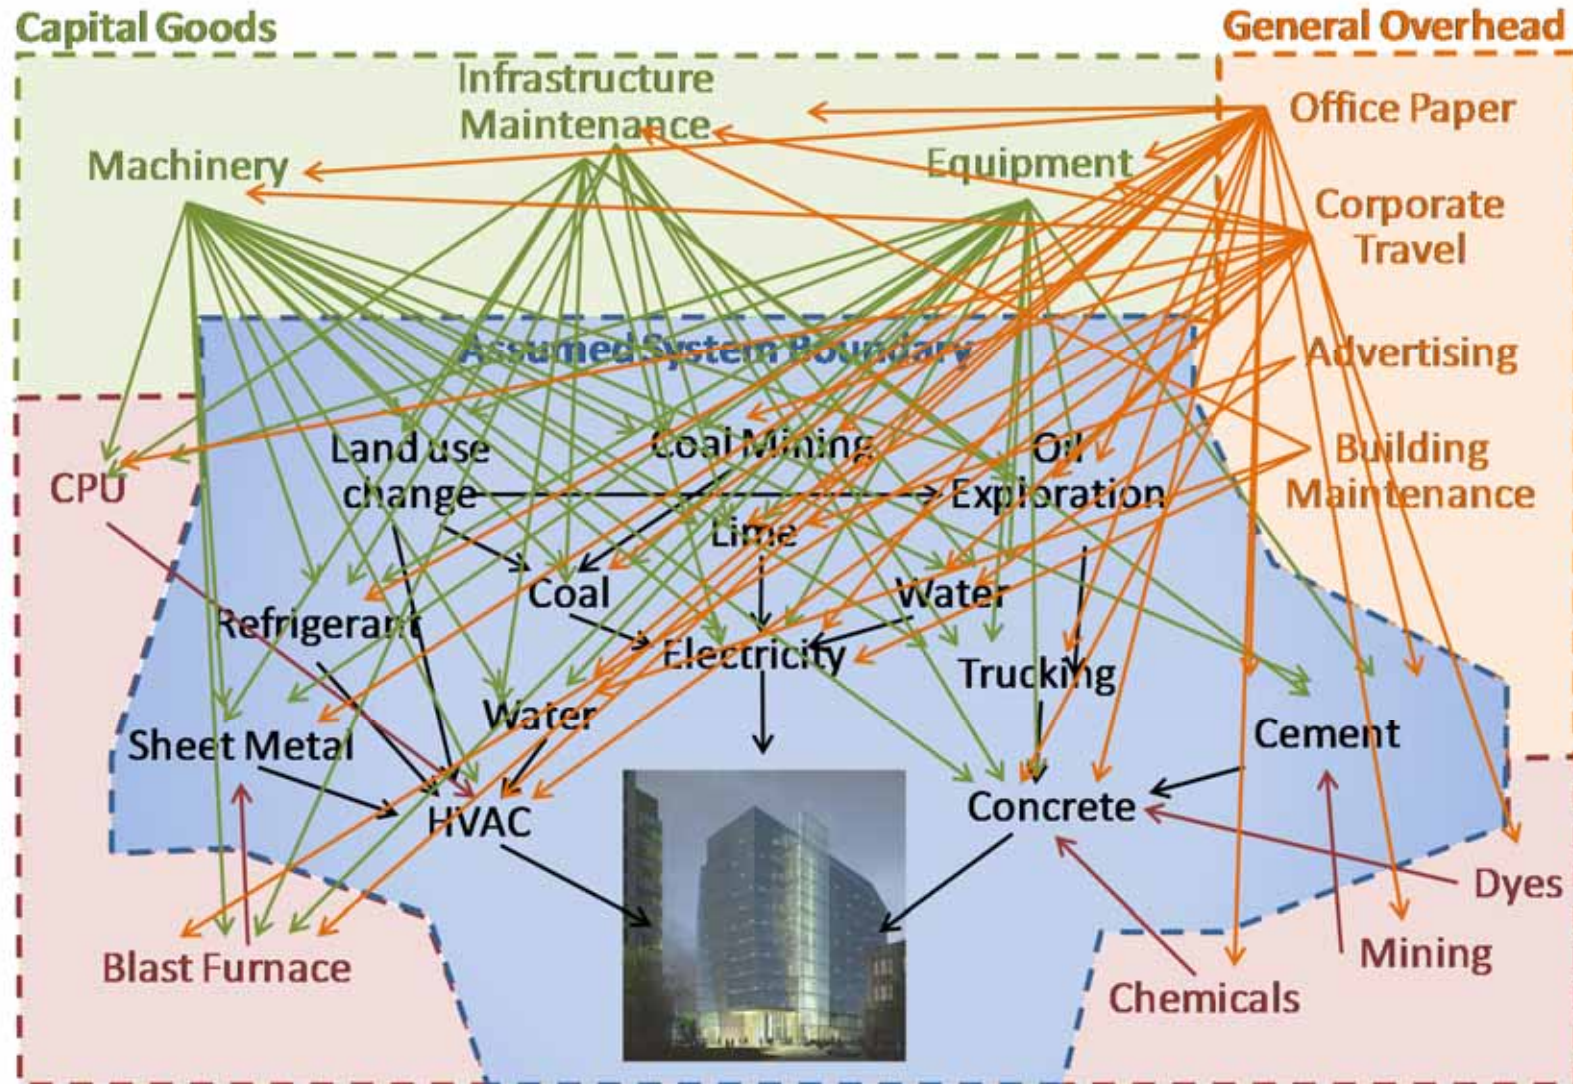 Capital Goods
General Overhead
Infrastructure
Maintenance
Office Paper
Machinery
Equipment
Corporate
Travel
Assumed System Boundary
Advertising
Land use
change
Coal Mining
Oil
Exploration
Building
Maintenance
CPU
Lime
Coal
Water
Refrigerant
Electricity
Trucking
Water
Sheet Metal
Cement
HVAC
Concrete
Dyes
Blast Furnace
Mining
Chemicals